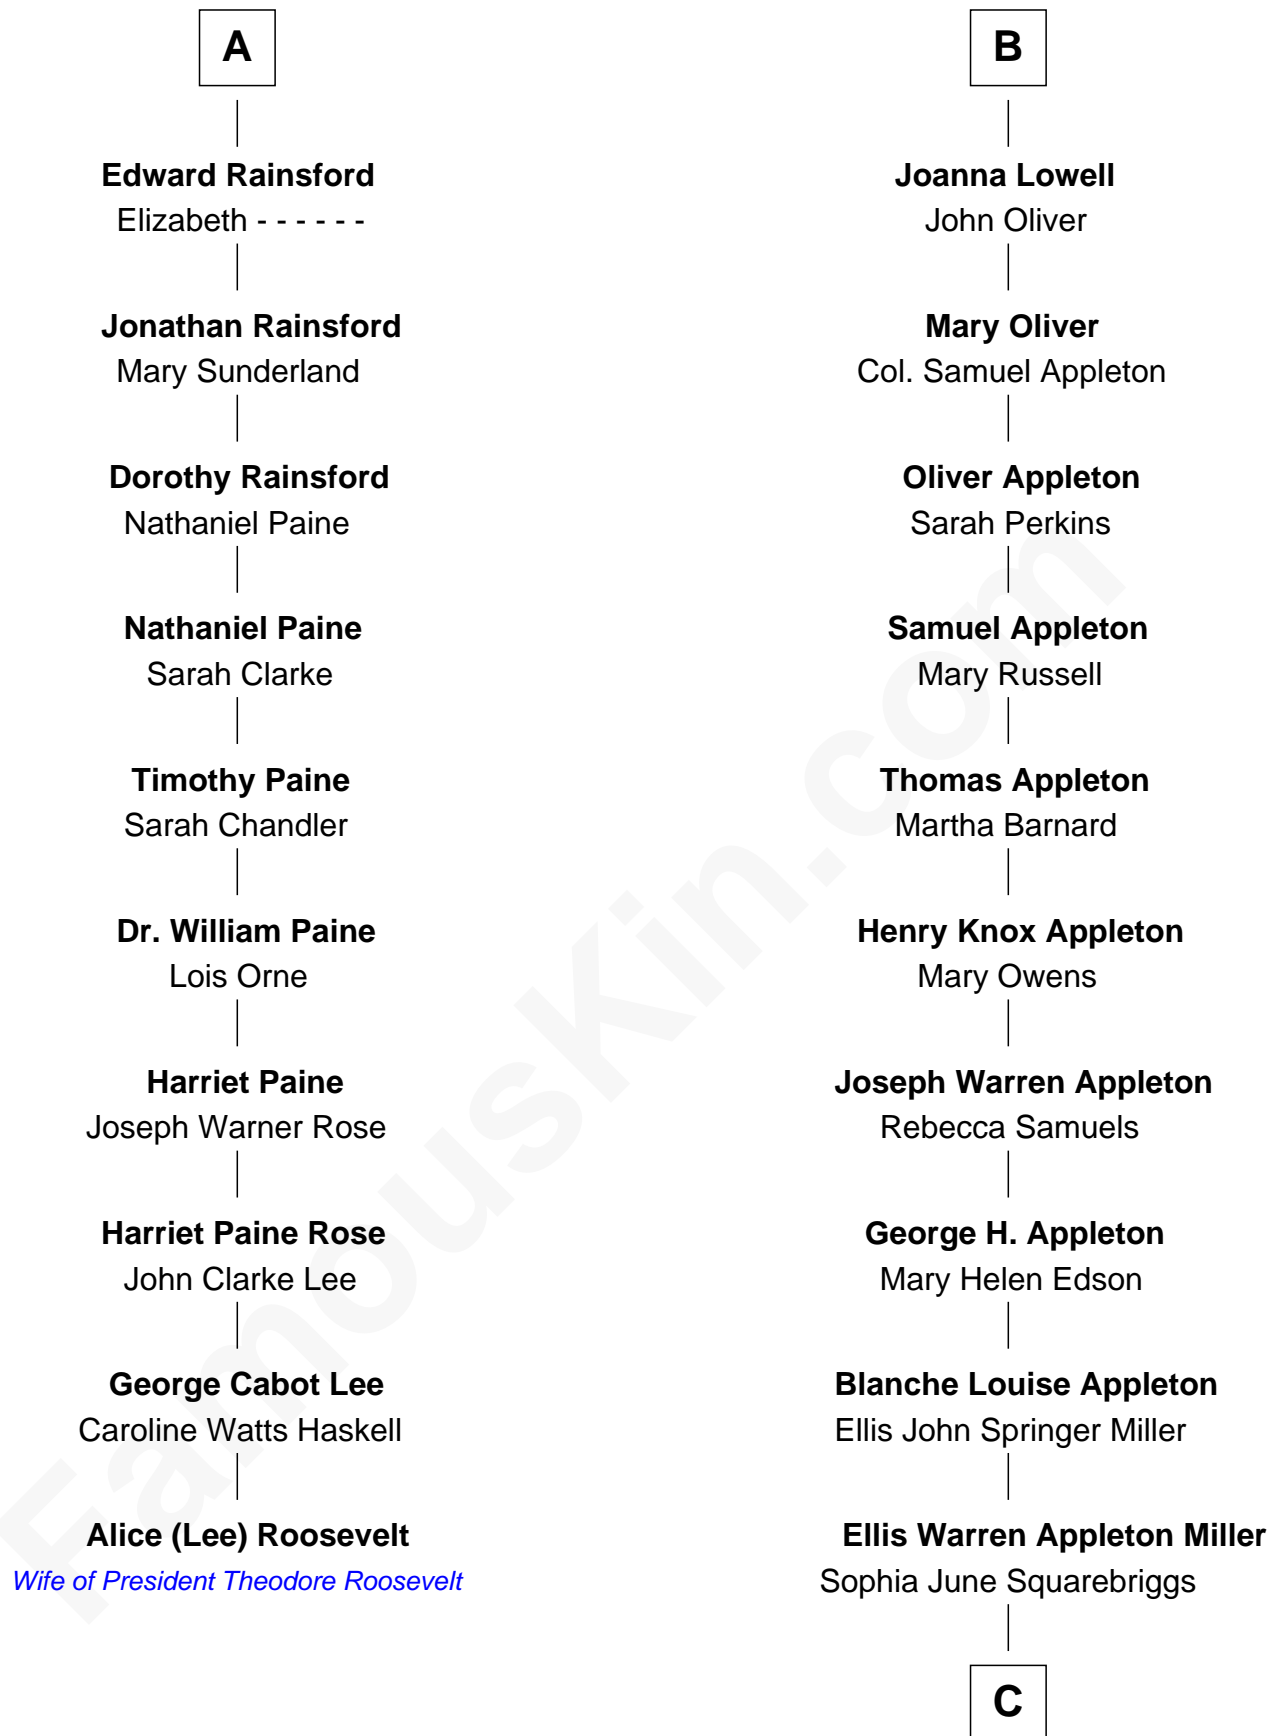 A
Edward Rainsford
Elizabeth - - - - - -
Jonathan Rainsford
Mary Sunderland
Dorothy Rainsford
Nathaniel Paine
Nathaniel Paine
Sarah Clarke
Timothy Paine
Sarah Chandler
Dr. William Paine
Lois Orne
Harriet Paine
Joseph Warner Rose
Harriet Paine Rose
John Clarke Lee
George Cabot Lee
Caroline Watts Haskell
Alice (Lee) Roosevelt
Wife of President Theodore Roosevelt
B
Joanna Lowell
John Oliver
Mary Oliver
Col. Samuel Appleton
Oliver Appleton
Sarah Perkins
Samuel Appleton
Mary Russell
Thomas Appleton
Martha Barnard
Henry Knox Appleton
Mary Owens
Joseph Warren Appleton
Rebecca Samuels
George H. Appleton
Mary Helen Edson
Blanche Louise Appleton
Ellis John Springer Miller
Ellis Warren Appleton Miller
Sophia June Squarebriggs
C
FamousKin.com